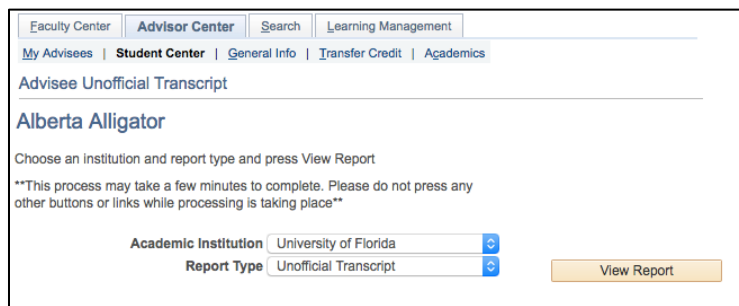 Faculty Center Advisor Center Search Learning Management
My Advisees | Student Center | General Info | Transfer Credit | Academics
Advisee Unofficial Transcript
Alberta Alligator
Choose an institution and report type and press View Report
**This process may take a few minutes to complete. Please do not press any
other buttons or links while processing is taking place**
Academic Institution University of Florida
Report Type Unofficial Transcript View Report